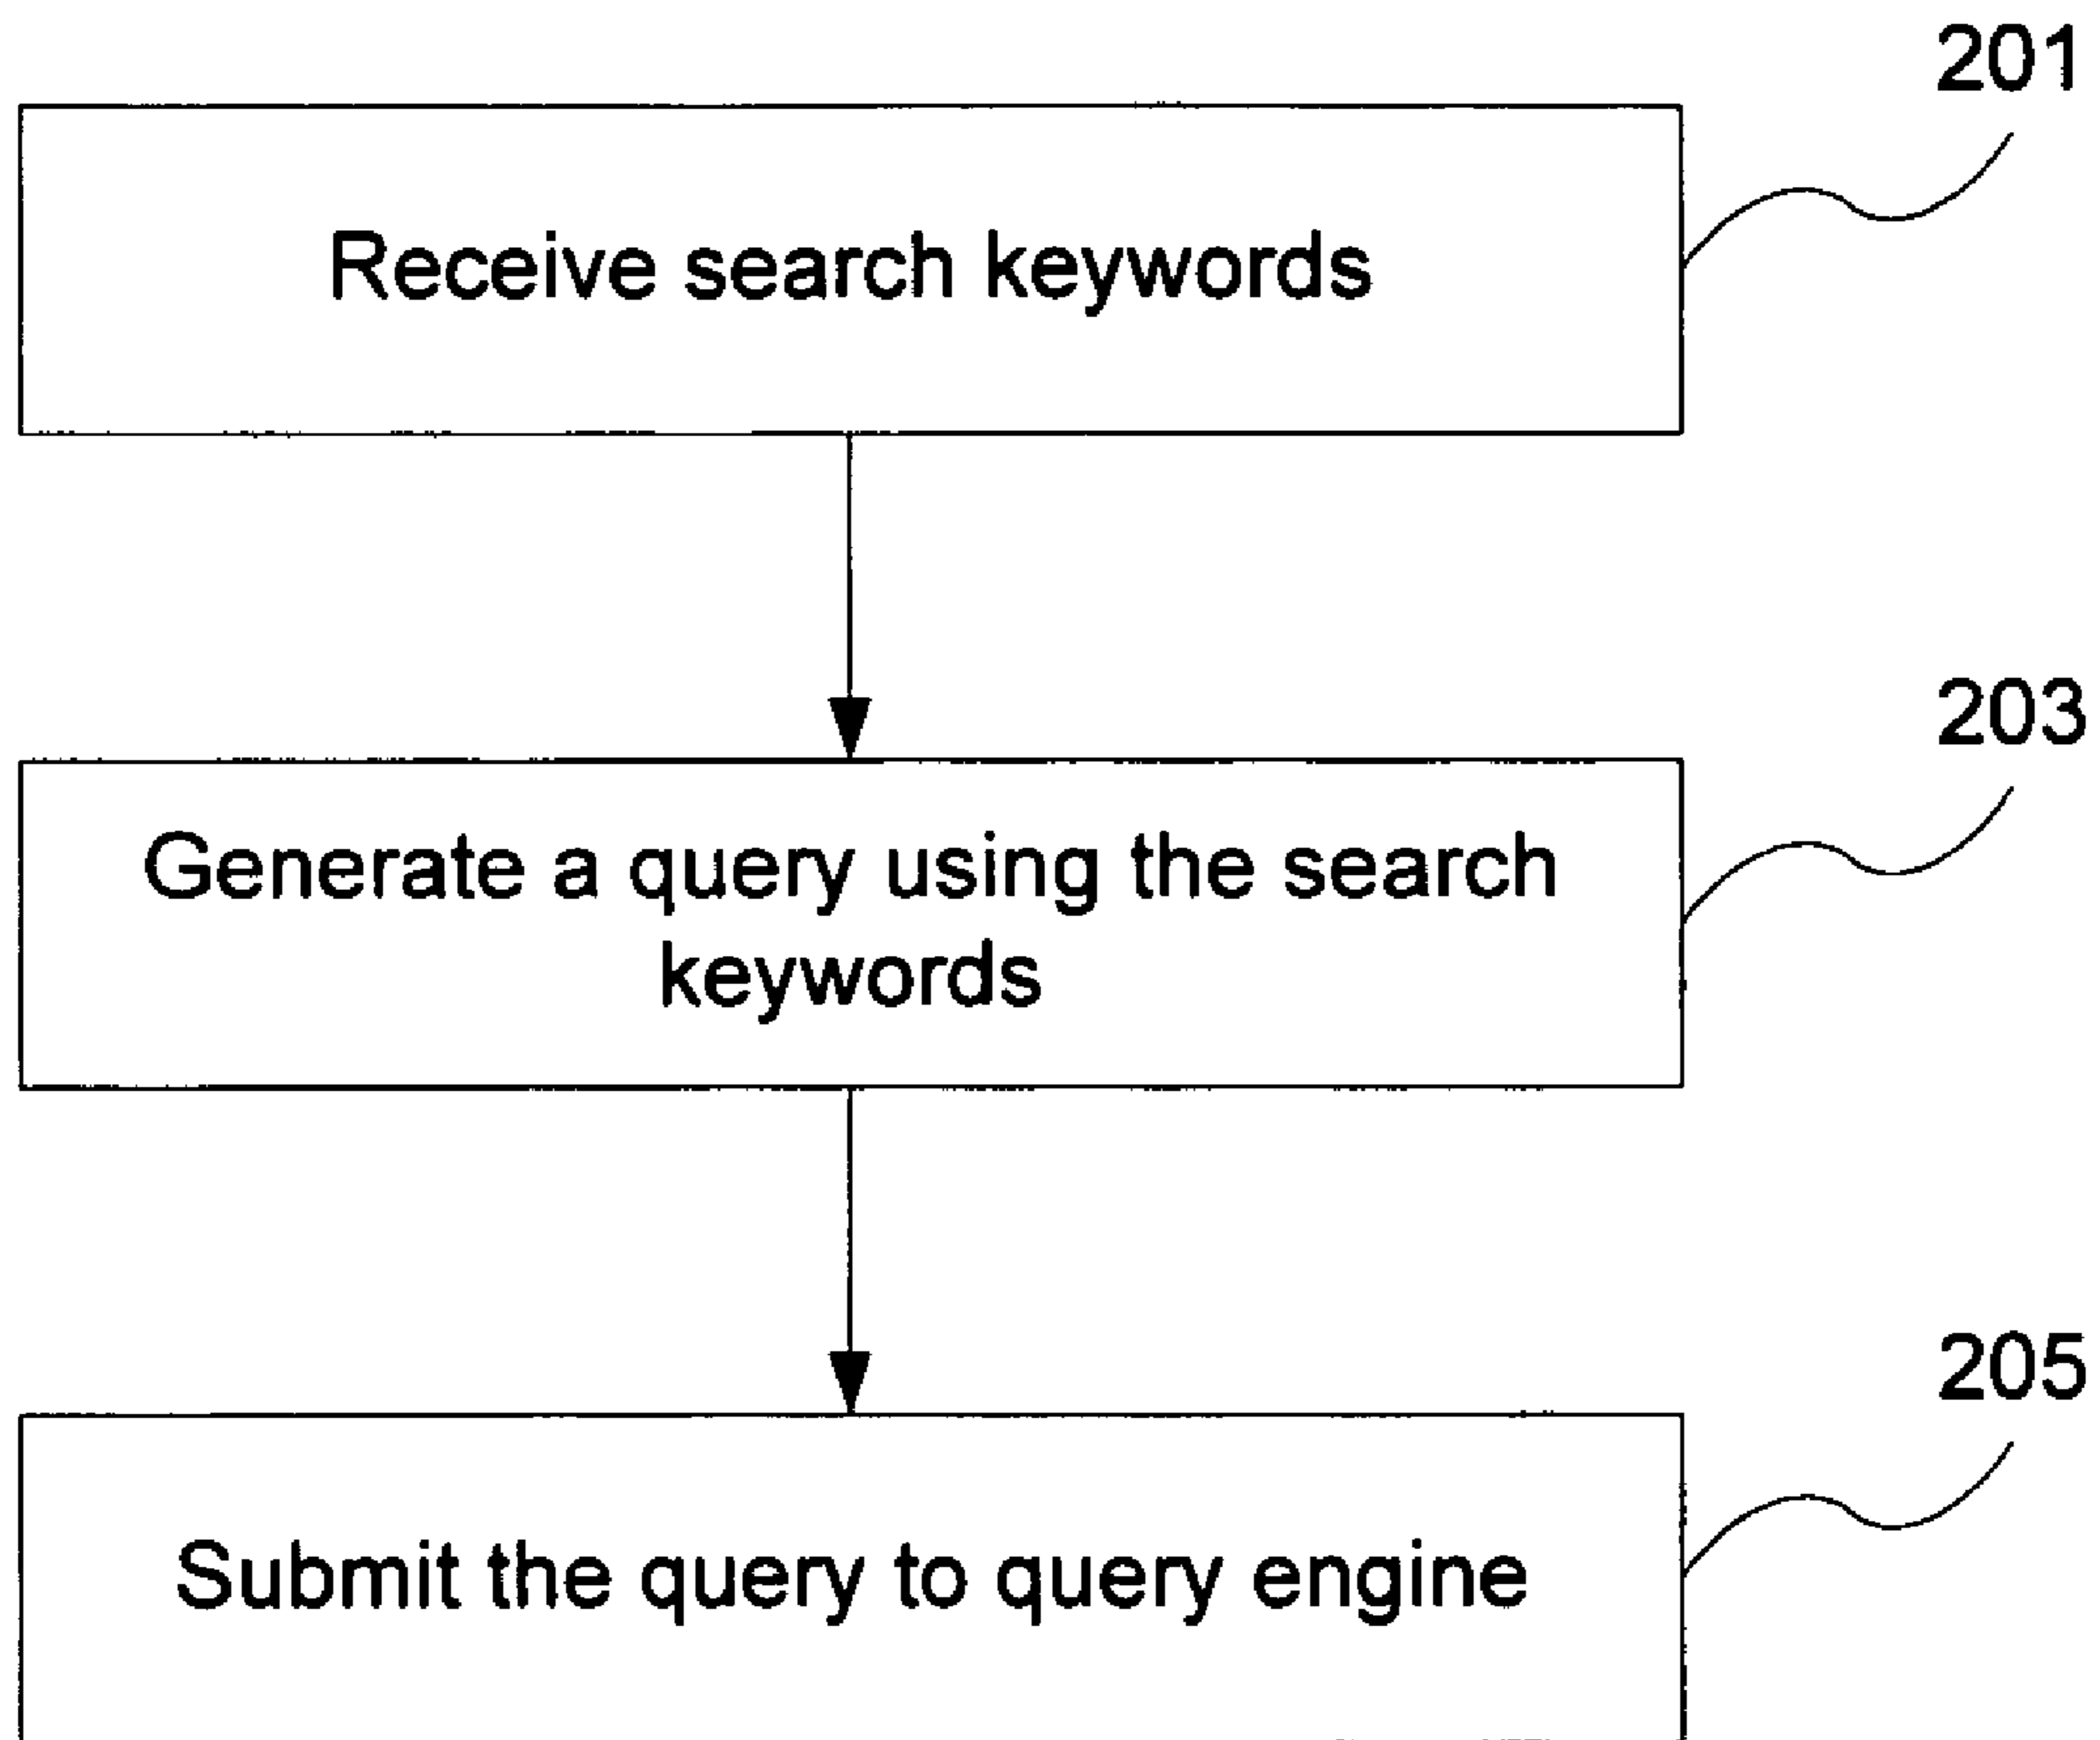 201
Receive search keywords
203
Generate a query using the search
keywords
205
Submit the query to query engine